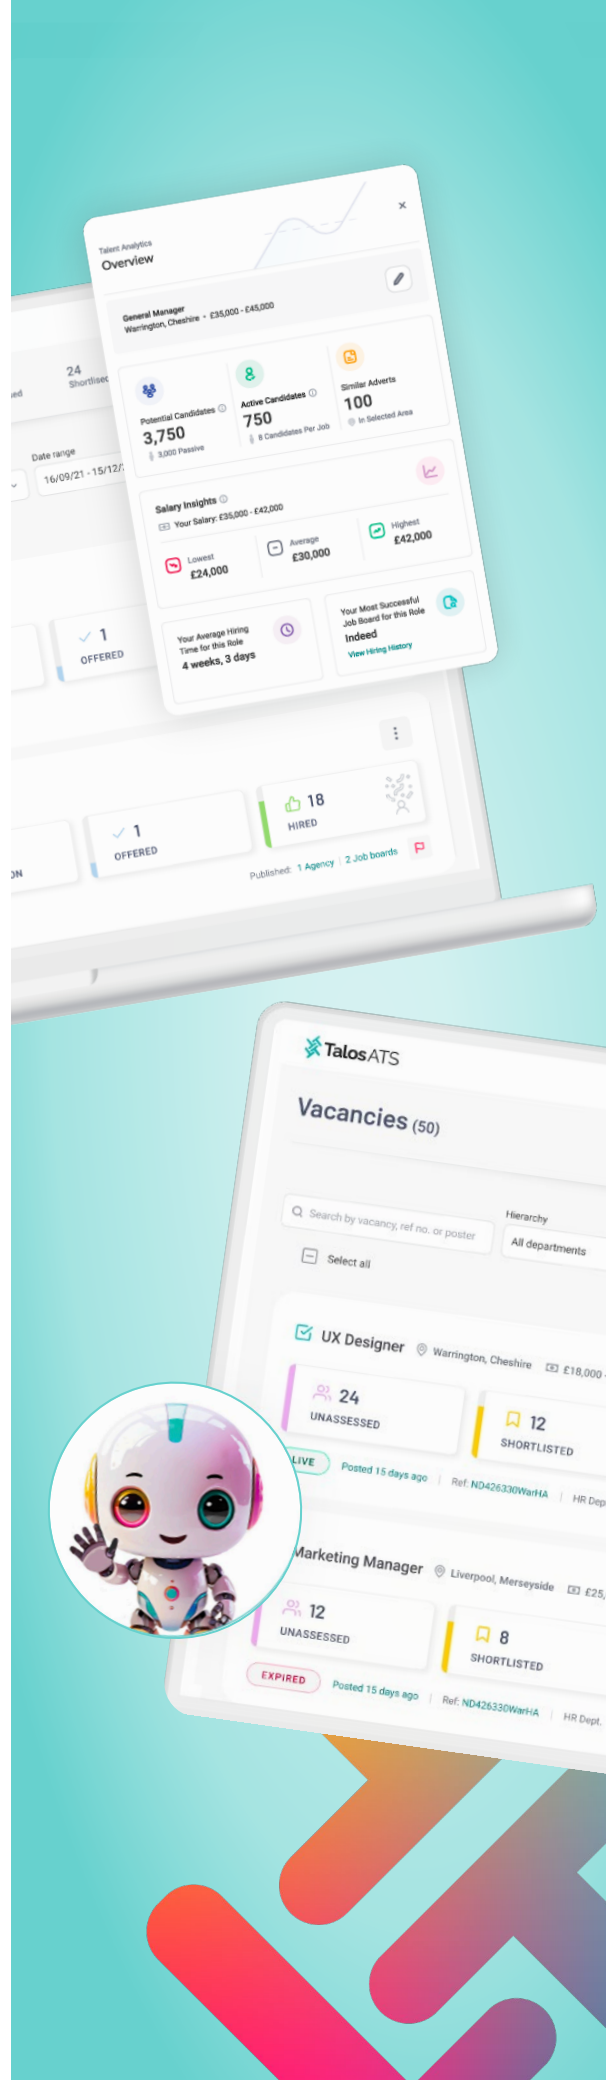 Talent Analytics
Overview
General Manager
Warrington, Cheshire • £35,000 - £45,000
24
Shortlised
ed
Potential Candidates
3,750
3,000 Passive
Active Candidates
750
8 Candidates Per Job
Similar Adverts
100
In Selected Area
Date range
16/09/21 - 15/12/
Salary Insights
Your Salary: £35,000 - £42,000
Lowest
£24,000
Average
£30,000
Highest
£42,000
1
OFFERED
Your Average Hiring
Time for this Role
4 weeks, 3 days
Your Most Successful
Job Board for this Role
Indeed
View Hiring History
ON
1
OFFERED
18
HIRED
Published: 1 Agency | 2 Job boards
Talos ATS
Vacancies (50)
Search by vacancy, ref no. or poster
Hierarchy
All departments
Select all
UX Designer Warrington, Cheshire £18,000 -
24
UNASSESSED
12
SHORTLISTED
LIVE Posted 15 days ago | Ref: ND426330WarHA | HR Dep
Marketing Manager Liverpool, Merseyside £25,
12
UNASSESSED
8
SHORTLISTED
EXPIRED Posted 15 days ago | Ref: ND426330WarHA | HR Dept.